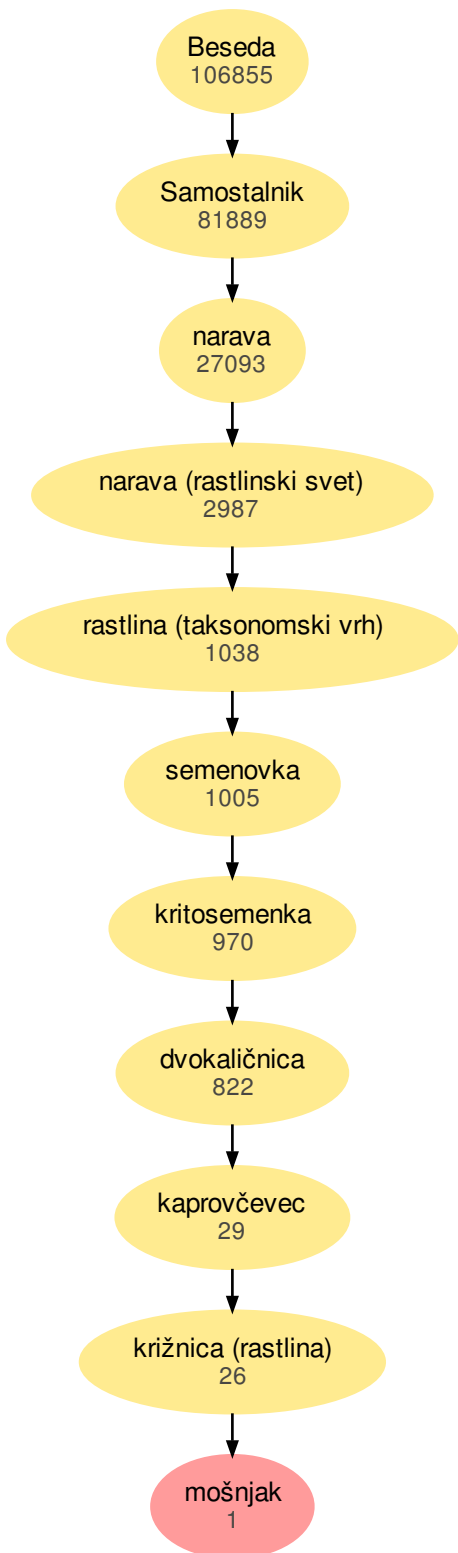 Beseda
106855
Samostalnik
81889
narava
27093
narava (rastlinski svet)
2987
rastlina (taksonomski vrh)
1038
semenovka
1005
kritosemenka
970
dvokaličnica
822
kaprovčevec
29
križnica (rastlina)
26
mošnjak
1